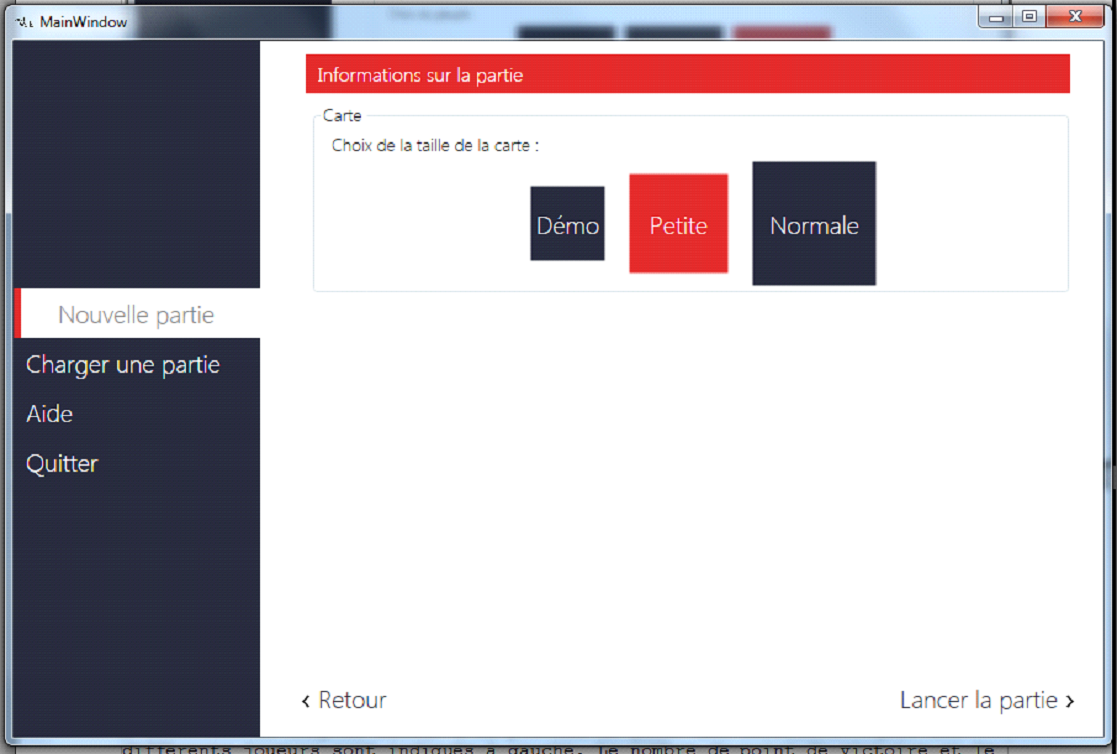 MainWindow
Informations sur la partie
Carte
Choix de la taille de la carte :
Démo
Petite
Normale
Nouvelle partie
Charger une partie
Aide
Quitter
‹ Retour
Lancer la partie ›
différents joueurs sont indiqués à gauche. Le nombre de point de victoire et le